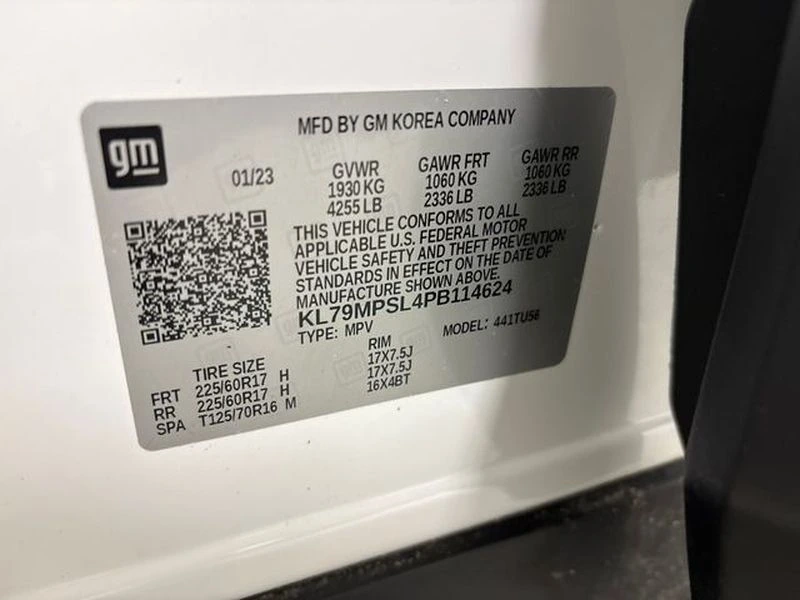 MFD BY GM KOREA COMPANY
gm
01/23
GVWR GAWR FRT GAWR RR
1930 KG 1060 KG 1060 KG
4255 LB 2336 LB 2336 LB
THIS VEHICLE CONFORMS TO ALL
APPLICABLE U.S. FEDERAL MOTOR
VEHICLE SAFETY AND THEFT PREVENTION
STANDARDS IN EFFECT ON THE DATE OF
MANUFACTURE SHOWN ABOVE.
KL79MPSL4PB114624
TYPE: MPV MODEL: 441TU56
TIRE SIZE RIM
FRT 225/60R17 H 17X7.5J
RR 225/60R17 H 17X7.5J
SPA T125/70R16 M 16X4BT